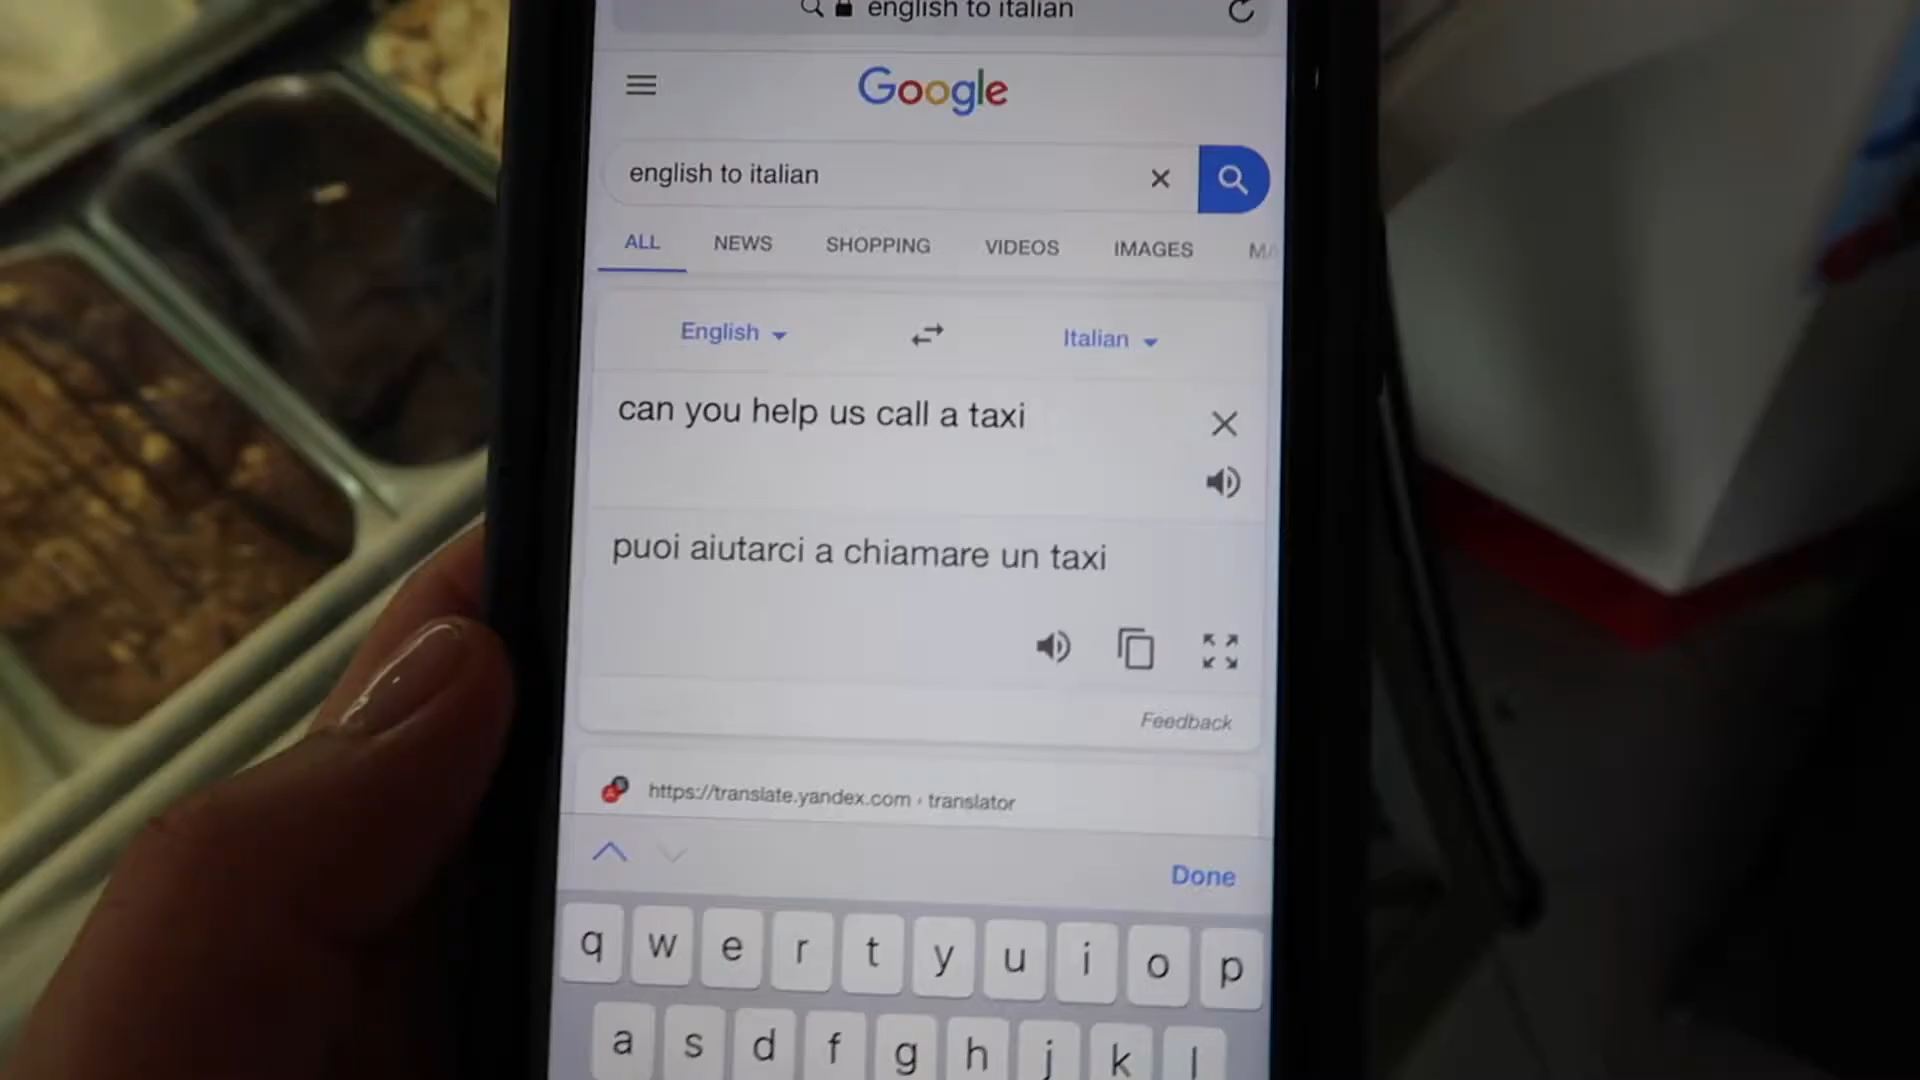 english to italian
Google
english to italian
ALL NEWS SHOPPING VIDEOS IMAGES MA
English Italian
can you help us call a taxi
puoi aiutarci a chiamare un taxi
Feedback
https://translate.yandex.com › translator
Done
q w e r t y u i o p
a s d f g h j k l